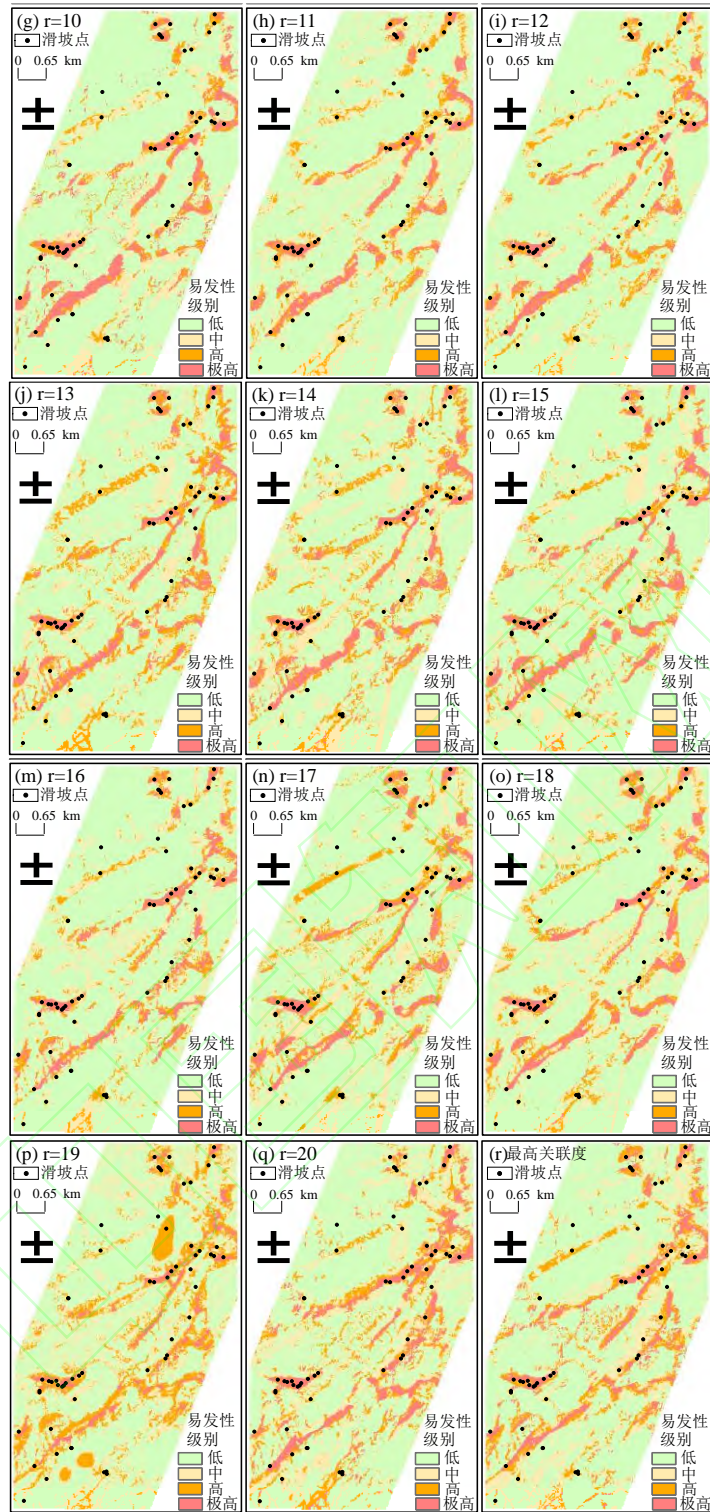 (g) r=10
滑坡点
0 0.65 km
易发性
级别
低
中
高
极高
(h) r=11
滑坡点
0 0.65 km
易发性
级别
低
中
高
极高
(i) r=12
滑坡点
0 0.65 km
易发性
级别
低
中
高
极高
(j) r=13
滑坡点
0 0.65 km
易发性
级别
低
中
高
极高
(k) r=14
滑坡点
0 0.65 km
易发性
级别
低
中
高
极高
(l) r=15
滑坡点
0 0.65 km
易发性
级别
低
中
高
极高
(m) r=16
滑坡点
0 0.65 km
易发性
级别
低
中
高
极高
(n) r=17
滑坡点
0 0.65 km
易发性
级别
低
中
高
极高
(o) r=18
滑坡点
0 0.65 km
易发性
级别
低
中
高
极高
(p) r=19
滑坡点
0 0.65 km
易发性
级别
低
中
高
极高
(q) r=20
滑坡点
0 0.65 km
易发性
级别
低
中
高
极高
(r)最高关联度
滑坡点
0 0.65 km
易发性
级别
低
中
高
极高